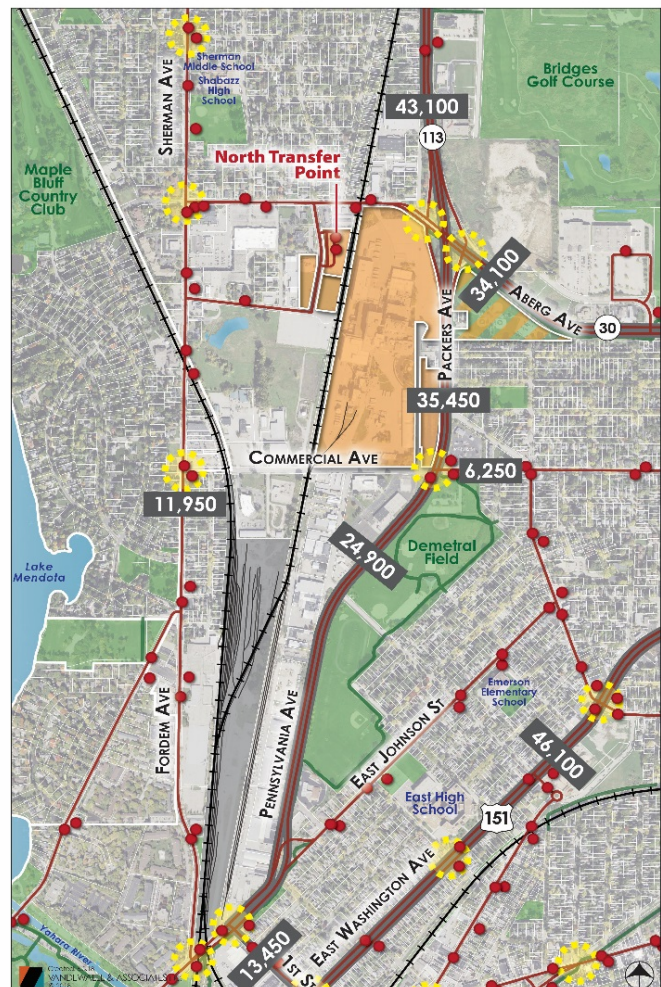 SHERMAN AVE
Sherman
Middle School
Shabazz
High
School
43,100
113
Bridges
Golf Course
Maple
Bluff
Country
Club
North Transfer
Point
34,100
ABERG AVE
30
PACKERS AVE
35,450
COMMERCIAL AVE
6,250
11,950
24,900
Demetral
Field
Lake
Mendota
FORDEM AVE
PENNSYLVANIA AVE
EAST JOHNSON ST
Emerson
Elementary
School
46,100
East High
School
151
EAST WASHINGTON AVE
13,450
1ST ST
Yahara River
VANDEWALLE & ASSOCIATES